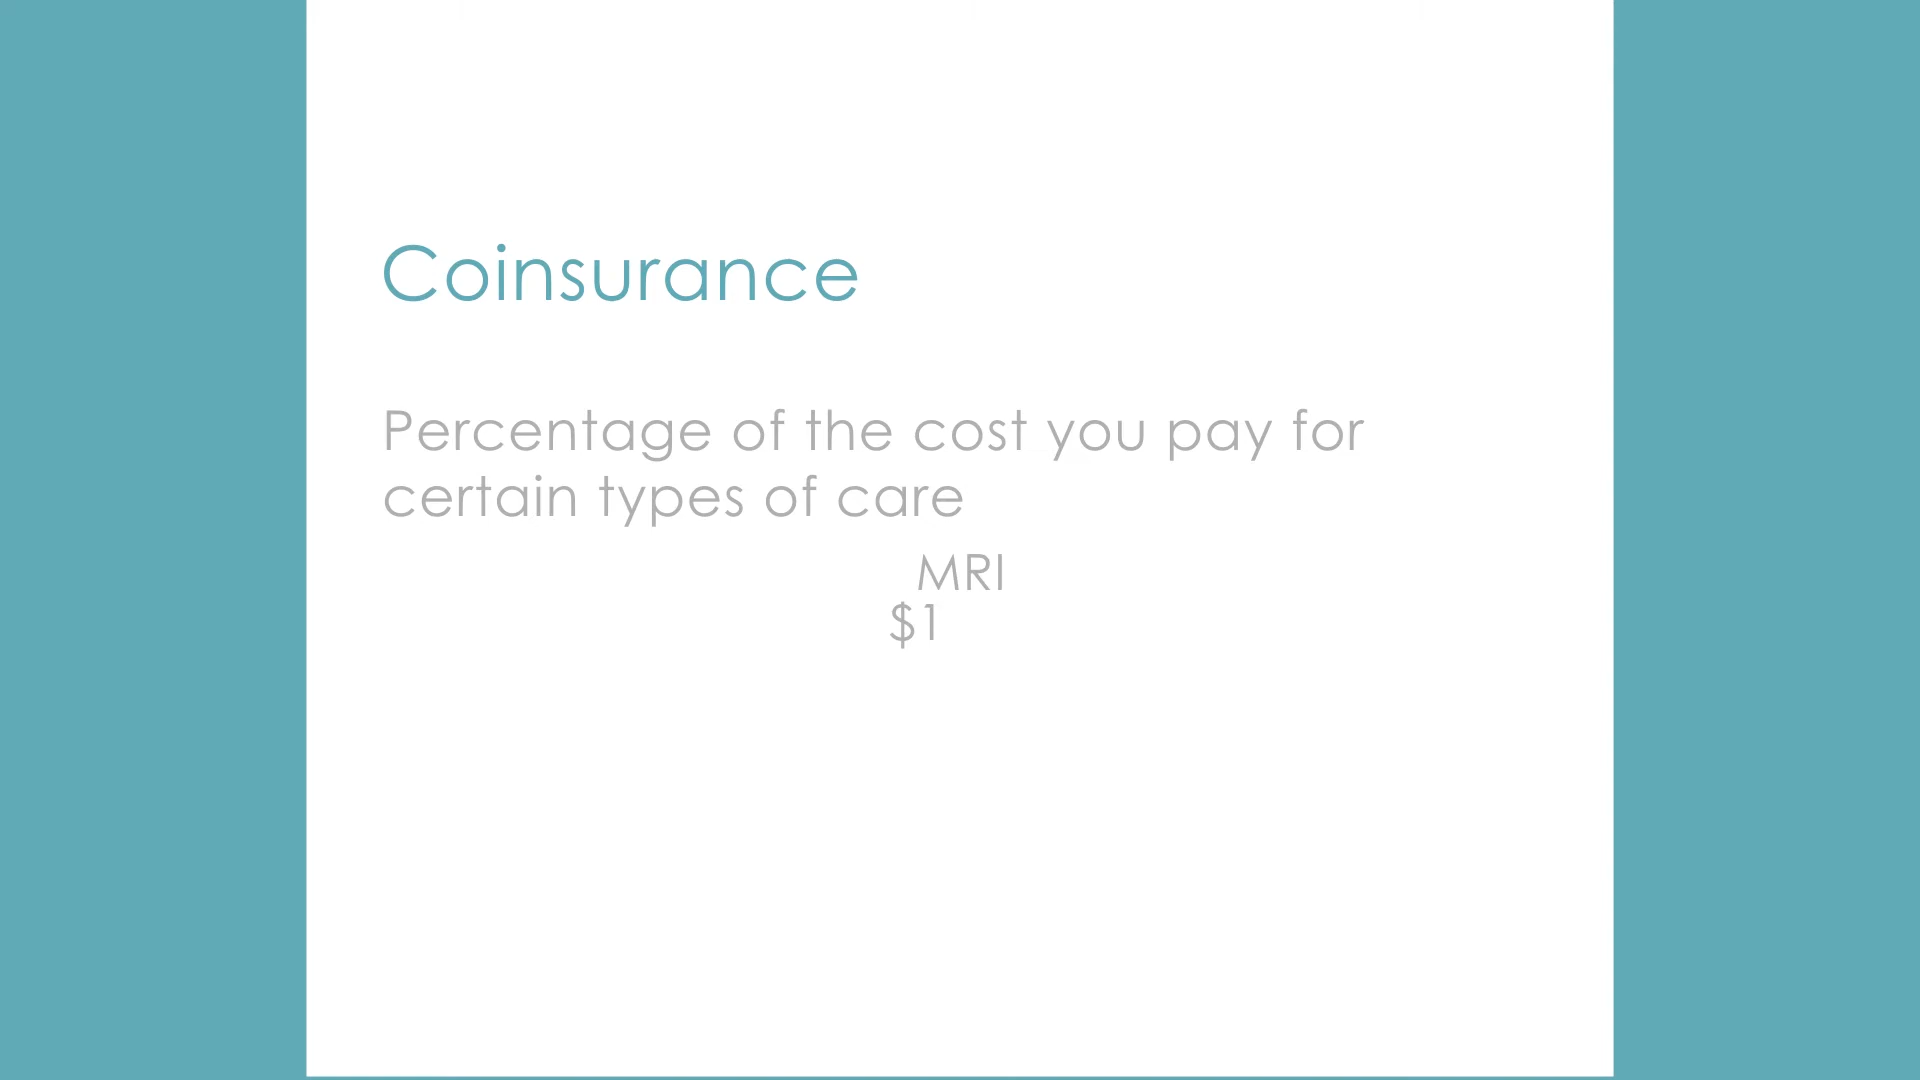 Coinsurance
Percentage of the cost you pay for
certain types of care
MRI
$1